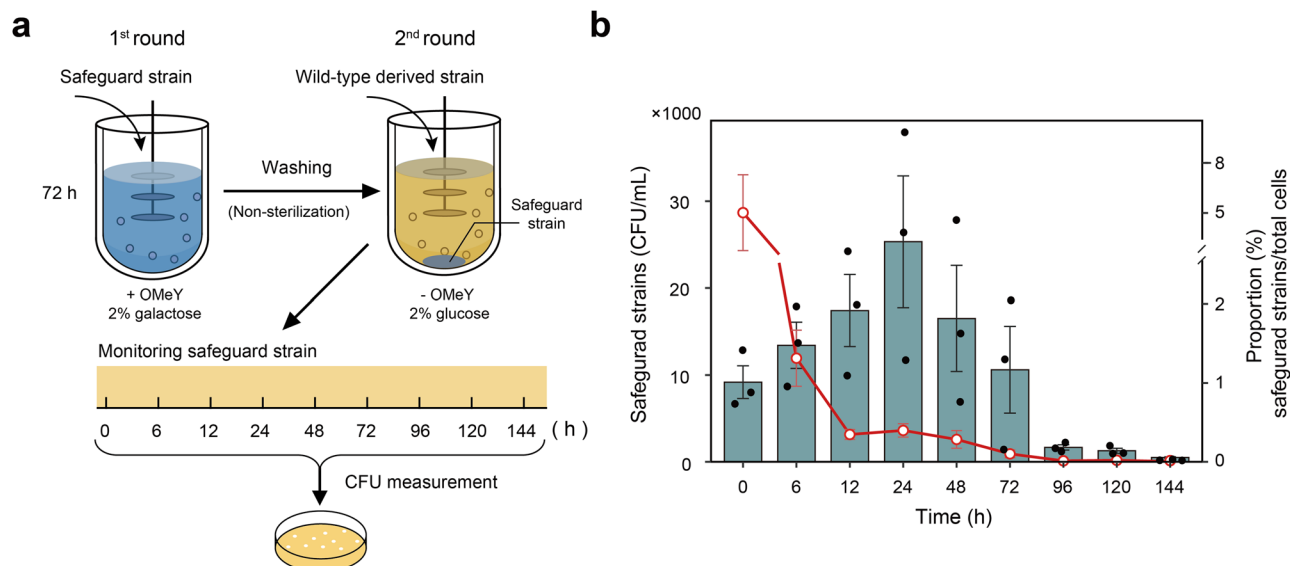 a
1st round
2nd round
Safeguard strain
Wild-type derived strain
72 h
Washing
(Non-sterilization)
Safeguard
strain
+ OMeY
2% galactose
- OMeY
2% glucose
Monitoring safeguard strain
0 6 12 24 48 72 96 120 144 ( h )
CFU measurement
b
×1000
Safegurad strains (CFU/mL)
30
20
10
0
8
5
2
1
0
Proportion (%)
safegurad strains/total cells
0 6 12 24 48 72 96 120 144
Time (h)